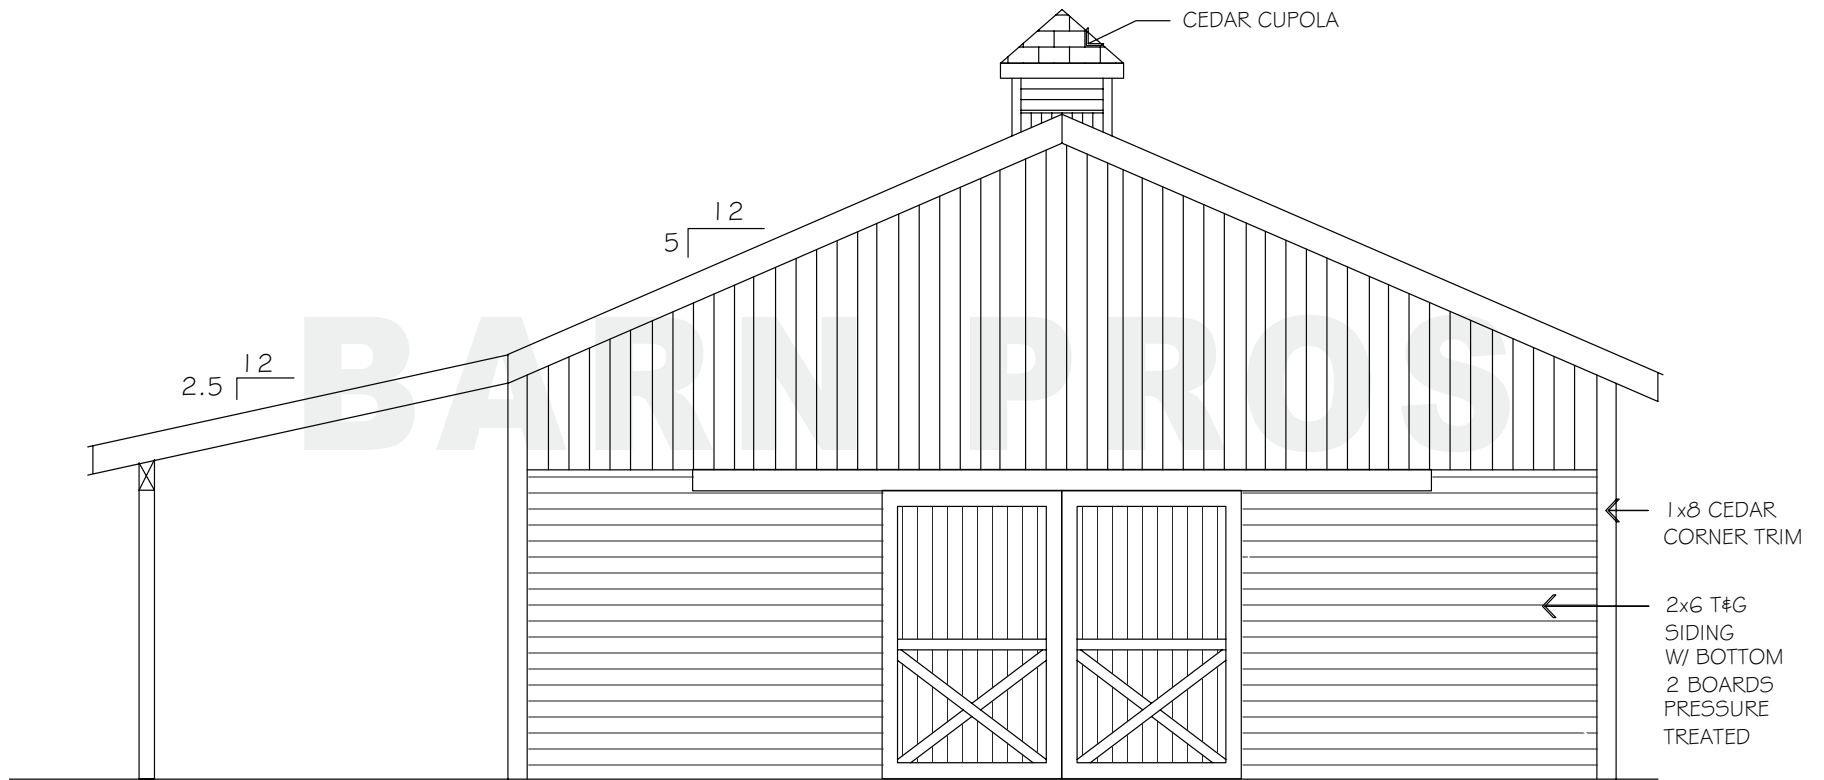 CEDAR CUPOLA
12
5
12
2.5
BARN PROS
1x8 CEDAR
CORNER TRIM
2x6 T&G
SIDING
W/ BOTTOM
2 BOARDS
PRESSURE
TREATED